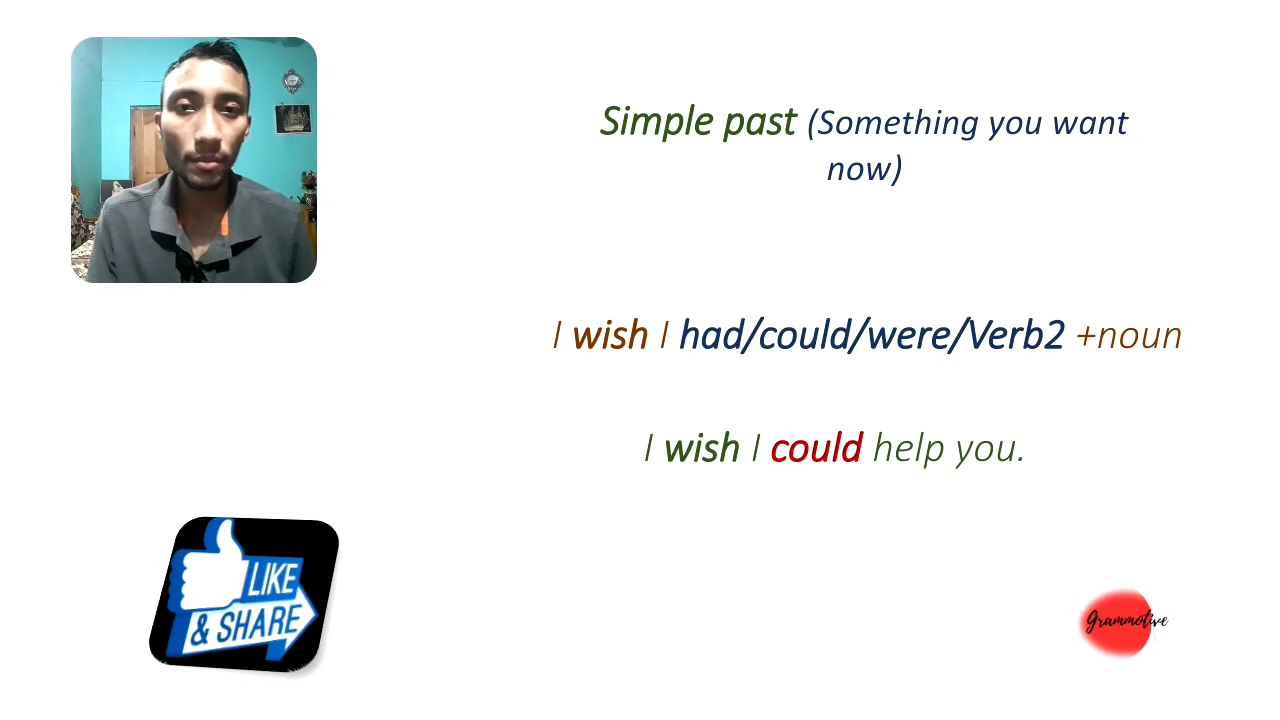 Simple past (Something you want
now)
I wish I had/could/were/Verb2 +noun
I wish I could help you.
LIKE
& SHARE
Grammotive